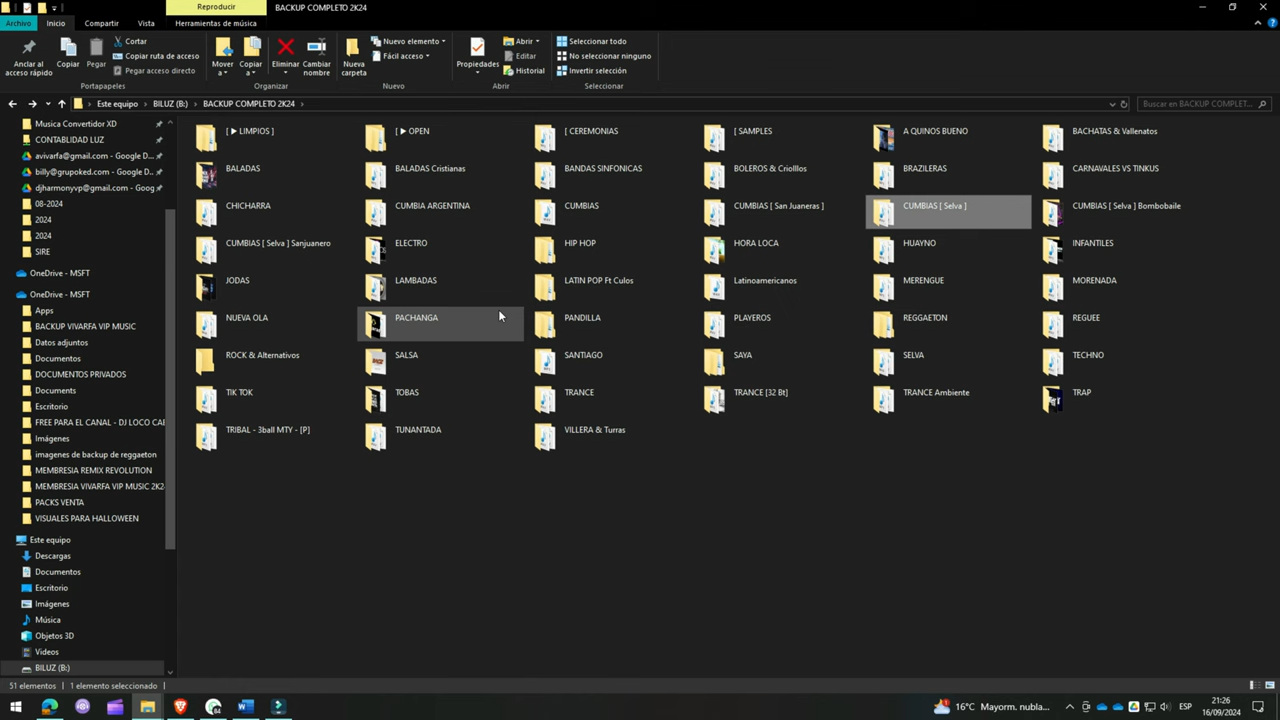 Reproducir
BACKUP COMPLETO 2K24
Archivo
Inicio
Compartir
Vista
Herramientas de música
Anclar al acceso rápido
Copiar
Pegar
Cortar
Copiar ruta de acceso
Pegar acceso directo
Portapapeles
Mover a
Copiar a
Eliminar
Cambiar nombre
Organizar
Nueva carpeta
Nuevo elemento
Fácil acceso
Nuevo
Propiedades
Abrir
Editar
Historial
Abrir
Seleccionar todo
No seleccionar ninguno
Invertir selección
Seleccionar
Este equipo
BILUZ (B:)
BACKUP COMPLETO 2K24
Buscar en BACKUP COMPLET...
Musica Convertidor XD
CONTABLIDAD LUZ
avivarfa@gmail.com - Google D...
billy@grupoked.com - Google D...
djharmonyvp@gmail.com - Goog
08-2024
2024
2024
SIRE
OneDrive - MSFT
OneDrive - MSFT
Apps
BACKUP VIVARFA VIP MUSIC
Datos adjuntos
Documentos
DOCUMENTOS PRIVADOS
Documents
Escritorio
FREE PARA EL CANAL - DJ LOCO CAE
Imágenes
imagenes de backup de reggaeton
MEMBRESIA REMIX REVOLUTION
MEMBRESIA VIVARFA VIP MUSIC 2K2
PACKS VENTA
VISUALES PARA HALLOWEEN
Este equipo
Descargas
Documentos
Escritorio
Imágenes
Música
Objetos 3D
Videos
BILUZ (B:)
[ ► LIMPIOS ]
[ ► OPEN
[ CEREMONIAS
[ SAMPLES
A QUINOS BUENO
BACHATAS & Vallenatos
BALADAS
BALADAS Cristianas
BANDAS SINFONICAS
BOLEROS & Criolllos
BRAZILERAS
CARNAVALES VS TINKUS
CHICHARRA
CUMBIA ARGENTINA
CUMBIAS
CUMBIAS [ San Juaneras ]
CUMBIAS [ Selva ]
CUMBIAS [ Selva ] Bombobaile
CUMBIAS [ Selva ] Sanjuanero
ELECTRO
HIP HOP
HORA LOCA
HUAYNO
INFANTILES
JODAS
LAMBADAS
LATIN POP Ft Culos
Latinoamericanos
MERENGUE
MORENADA
NUEVA OLA
PACHANGA
PANDILLA
PLAYEROS
REGGAETON
REGUEE
ROCK & Alternativos
SALSA
SANTIAGO
SAYA
SELVA
TECHNO
TIK TOK
TOBAS
TRANCE
TRANCE [32 Bt]
TRANCE Ambiente
TRAP
TRIBAL - 3ball MTY - [P]
TUNANTADA
VILLERA & Turras
51 elementos
1 elemento seleccionado
16°C Mayorm. nubla...
ESP
21:26
16/09/2024